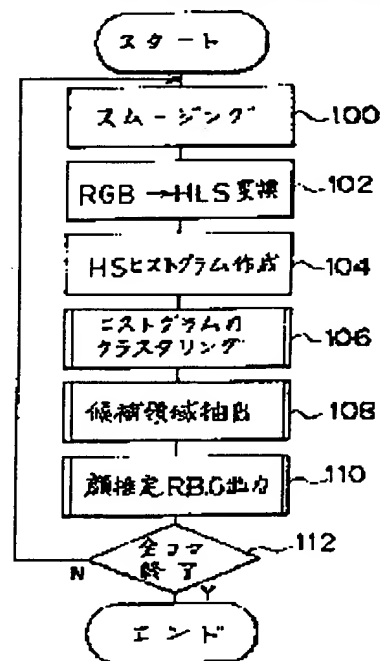 スタート
スムージング
100
RGB→HLS変換
102
HSヒストグラム作成
104
ヒストグラムの
クラスタリング
106
候補領域抽出
108
顔推定RBG出力
110
全コマ
終了
112
N
Y
エンド